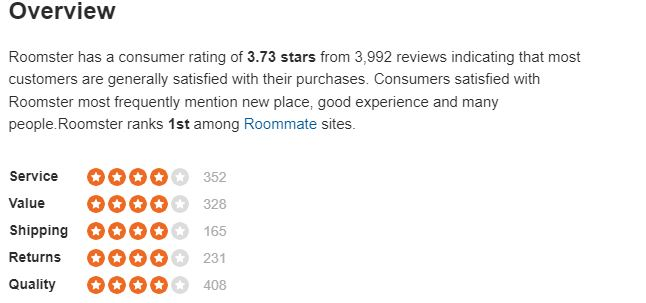 Overview
Roomster has a consumer rating of 3.73 stars from 3,992 reviews indicating that most
customers are generally satisfied with their purchases. Consumers satisfied with
Roomster most frequently mention new place, good experience and many
people.Roomster ranks 1st among Roommate sites.
Service 352
Value 328
Shipping 165
Returns 231
Quality 408